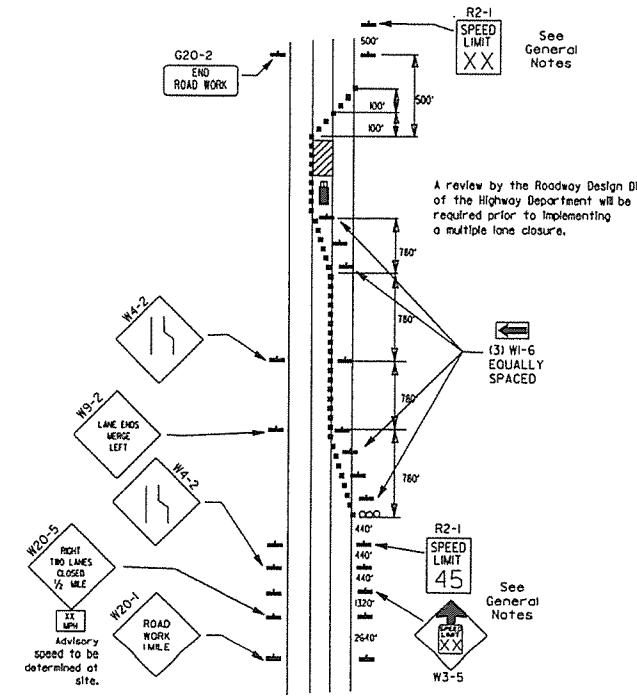 R2-1
SPEED
LIMIT
XX
See
General
Notes
500'
G20-2
END
ROAD WORK
500'
100'
100'
A review by the Roadway Design Di
of the Highway Department will be
required prior to implementing
a multiple lane closure.
780'
780'
W4-2
(3) W1-6
EQUALLY
SPACED
780'
W9-2
LANE ENDS
MERGE
LEFT
780'
W4-2
440'
R2-1
SPEED
LIMIT
45
440'
W20-5
RIGHT
TWO LANES
CLOSED
1/2 MILE
440'
See
General
Notes
1320'
XX
MPH
W20-1
ROAD
WORK
1 MILE
SPEED
LIMIT
XX
2640'
Advisory
speed to be
determined at
site.
W3-5